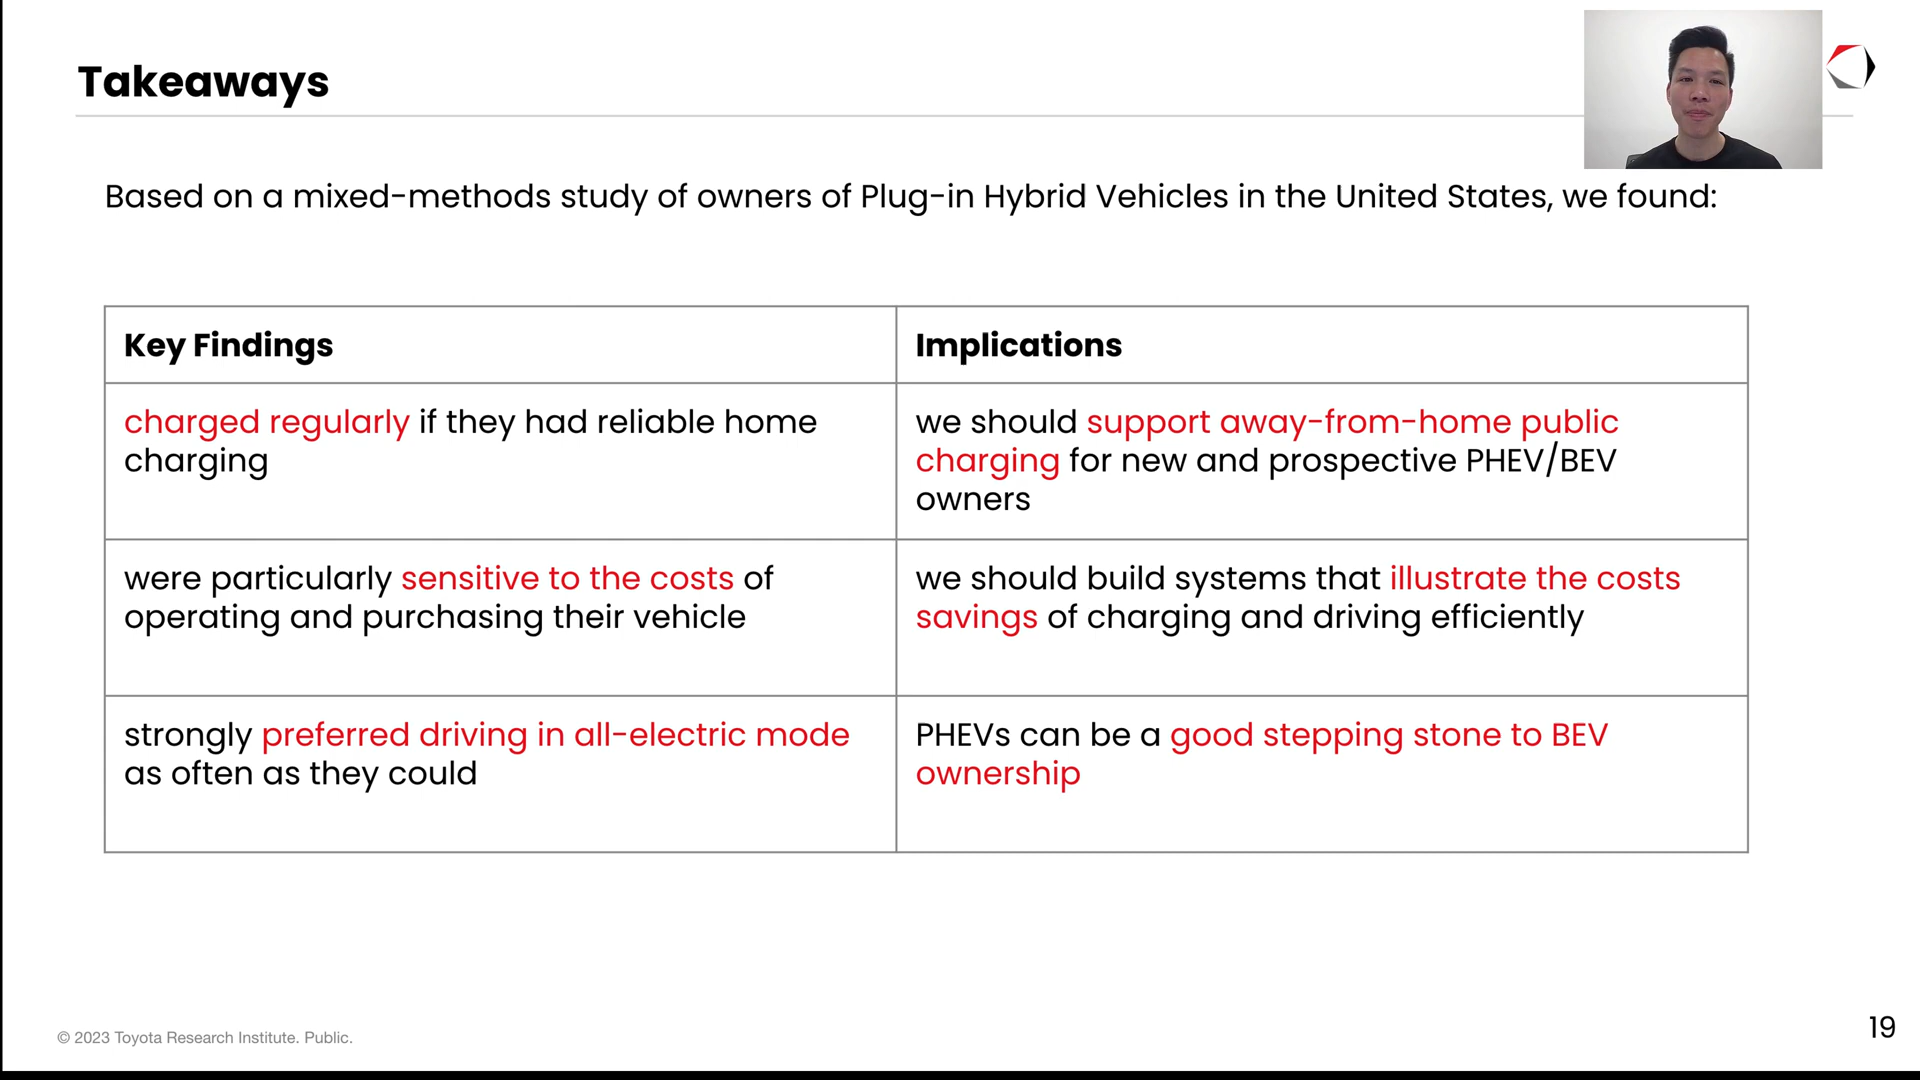 Takeaways
Based on a mixed-methods study of owners of Plug-in Hybrid Vehicles in the United States, we found:
Key Findings
Implications
charged regularly if they had reliable home
charging
we should support away-from-home public
charging for new and prospective PHEV/BEV
owners
were particularly sensitive to the costs of
operating and purchasing their vehicle
we should build systems that illustrate the costs
savings of charging and driving efficiently
strongly preferred driving in all-electric mode
as often as they could
PHEVs can be a good stepping stone to BEV
ownership
© 2023 Toyota Research Institute. Public.
19